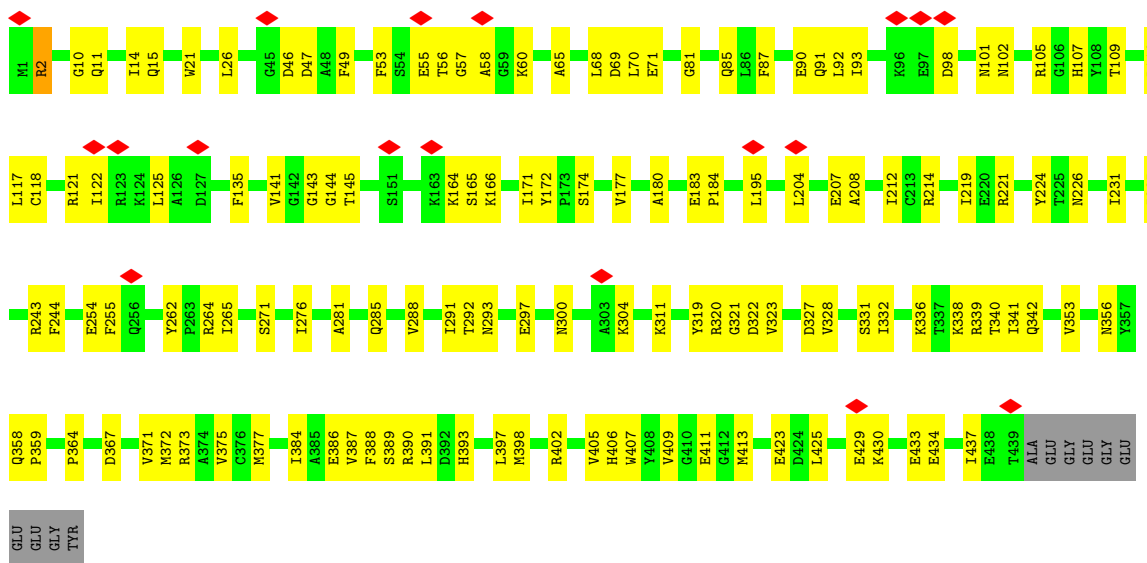 M1 R2 G10 Q11 I14 Q15 W21 L26 G45 D46 D47 A48 F49 F53 S54 E55 T56 G57 A58 G59 K60 A65 L68 D69 L70 E71 G81 Q85 L86 F87 E90 Q91 L92 I93 K96 E97 D98 N101 N102 R105 G106 H107 Y108 T109
L117 C118 R121 I122 R123 K124 L125 A126 D127 F135 V141 G142 G143 G144 T145 S151 K163 K164 S165 K166 I171 Y172 P173 S174 V177 A180 E183 P184 L195 L204 E207 A208 I212 C213 R214 I219 E220 R221 Y224 T225 N226 I231
R243 F244 E254 F255 Q256 Y262 P263 R264 I265 S271 I276 A281 Q285 V288 I291 T292 N293 E297 N300 A303 K304 K311 Y319 R320 G321 D322 V323 D327 V328 S331 I332 K336 T337 K338 R339 T340 I341 Q342 V353 N356 Y357
Q358 P359 P364 D367 V371 M372 R373 A374 V375 C376 M377 I384 A385 E386 V387 F388 S389 R390 L391 D392 H393 L397 M398 R402 V405 H406 W407 Y408 V409 G410 E411 G412 M413 E423 D424 L425 E429 K430 E433 E434 I437 E438 T439 ALA GLU GLY GLU GLY GLU
GLU GLU GLY TYR